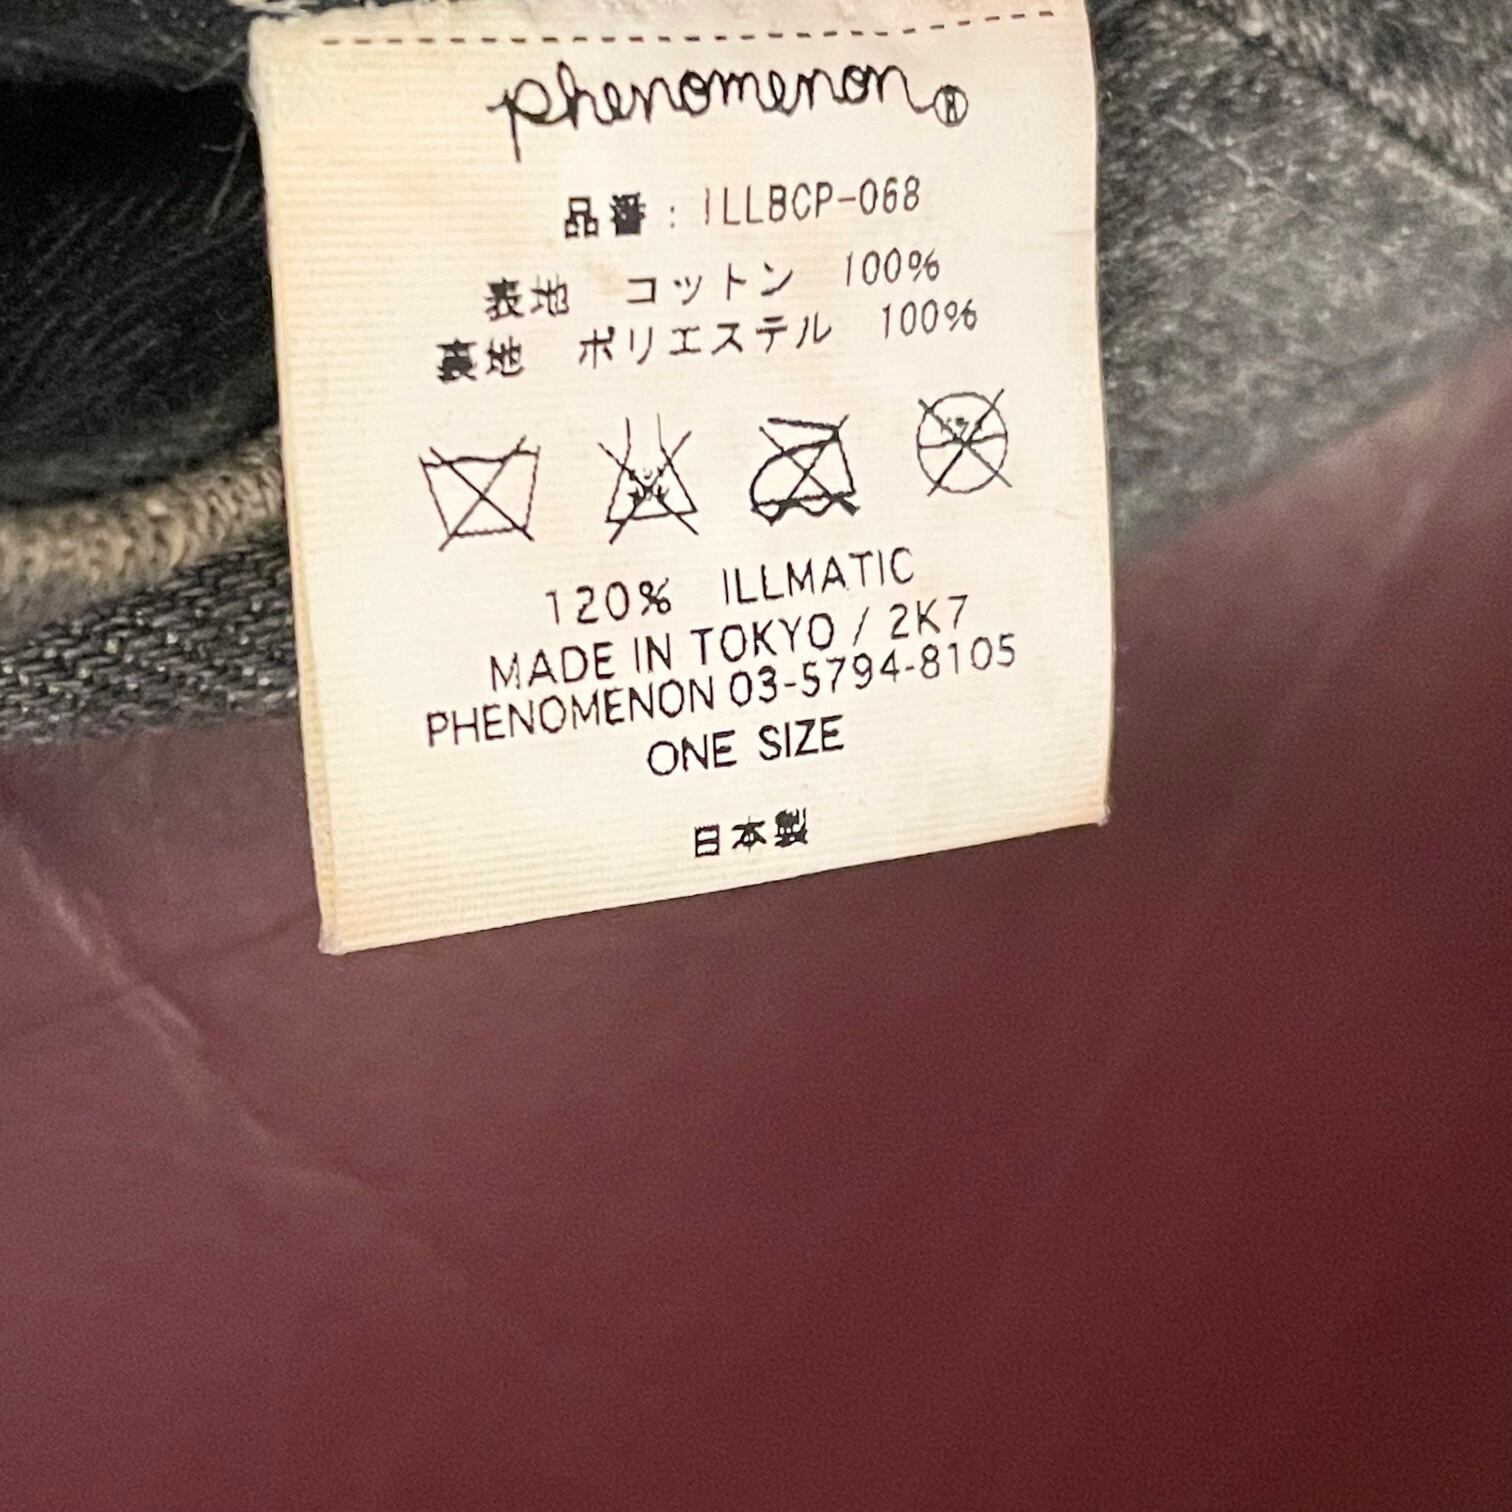 phenomenon®
品番：ILLBCP-068
表地 コットン 100%
裏地 ポリエステル 100%
120% ILLMATIC
MADE IN TOKYO / 2K7
PHENOMENON 03-5794-8105
ONE SIZE
日本製